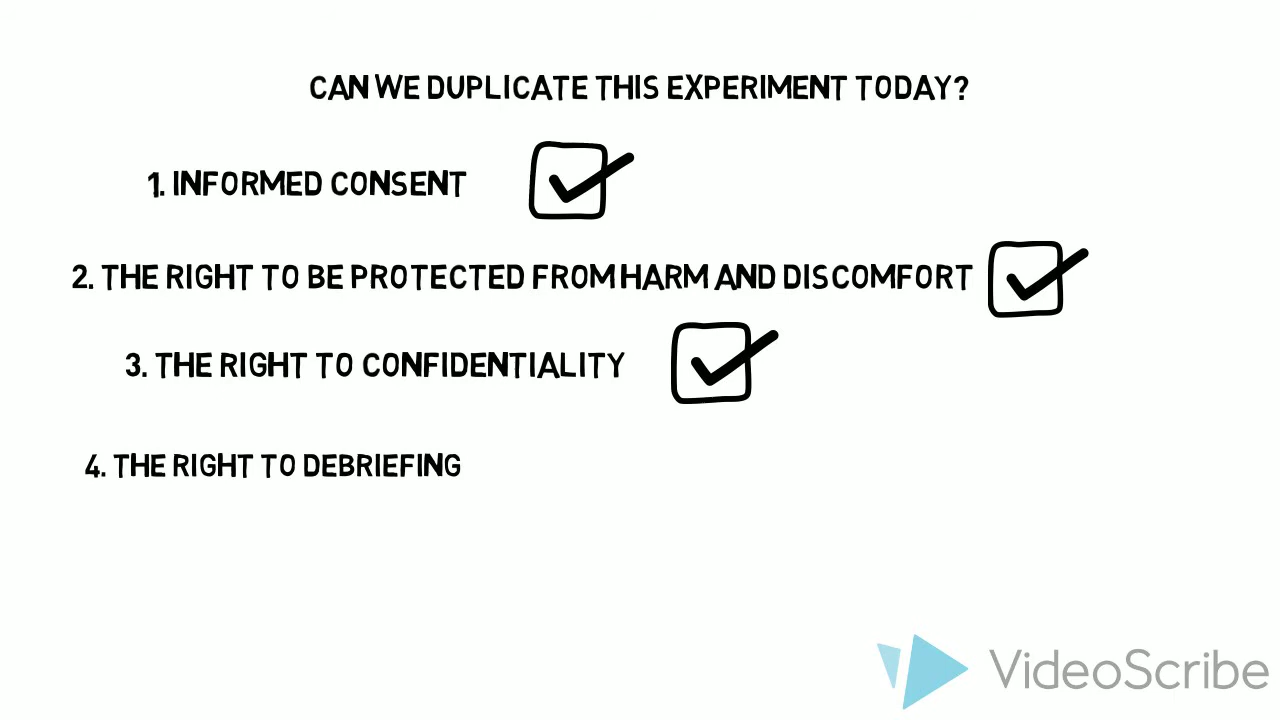 CAN WE DUPLICATE THIS EXPERIMENT TODAY?
1. INFORMED CONSENT
2. THE RIGHT TO BE PROTECTED FROM HARM AND DISCOMFORT
3. THE RIGHT TO CONFIDENTIALITY
4. THE RIGHT TO DEBRIEFING
VideoScribe